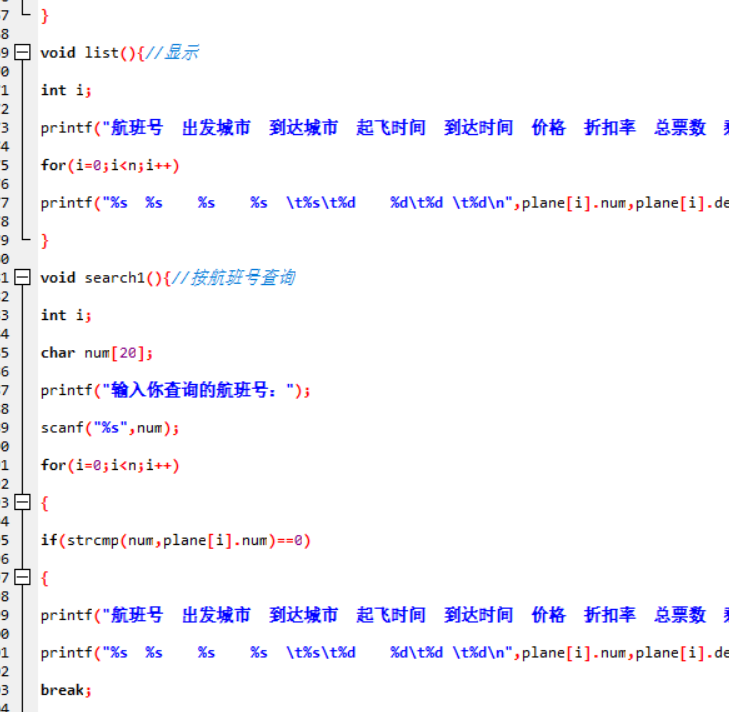 }
void list(){//显示
int i;
printf("航班号 出发城市 到达城市 起飞时间 到达时间 价格 折扣率 总票数
for(i=0;i<n;i++)
printf("%s %s %s %s \t%s\t%d %d\t%d \t%d\n",plane[i].num,plane[i].de
}
void search1(){//按航班号查询
int i;
char num[20];
printf("输入你查询的航班号：");
scanf("%s",num);
for(i=0;i<n;i++)
{
if(strcmp(num,plane[i].num)==0)
{
printf("航班号 出发城市 到达城市 起飞时间 到达时间 价格 折扣率 总票数
printf("%s %s %s %s \t%s\t%d %d\t%d \t%d\n",plane[i].num,plane[i].de
break;